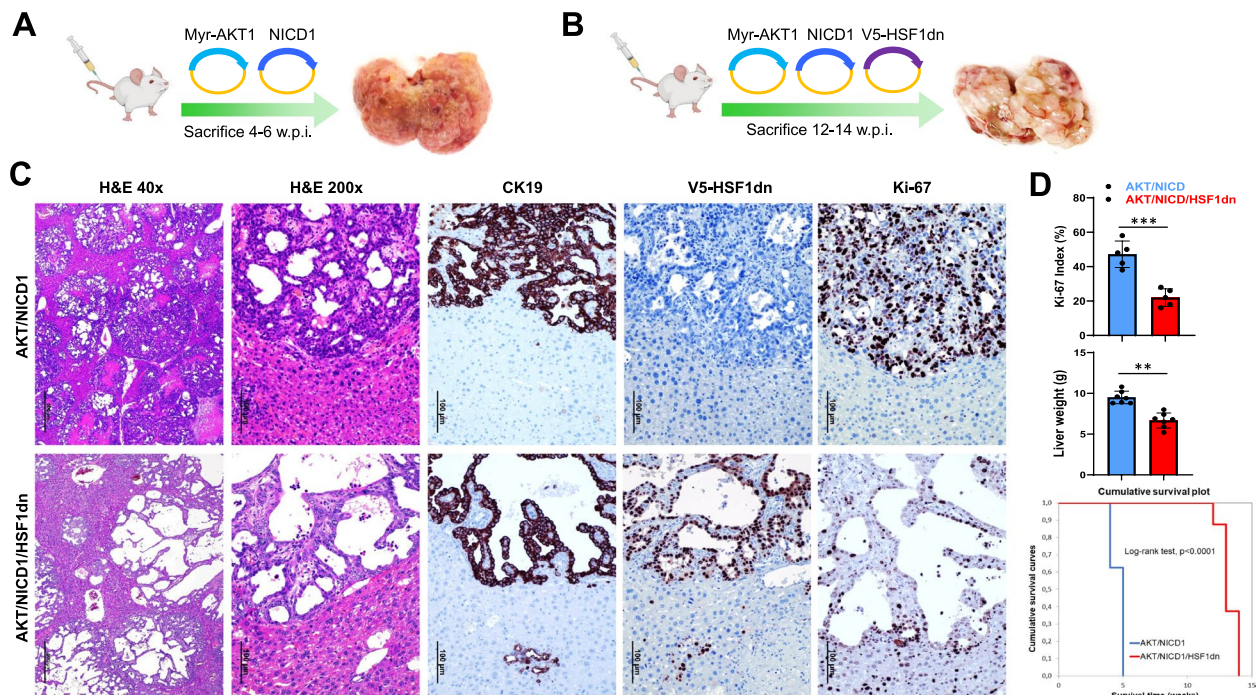 A
Myr-AKT1 NICD1
Sacrifice 4-6 w.p.i.
B
Myr-AKT1 NICD1 V5-HSF1dn
Sacrifice 12-14 w.p.i.
C
H&E 40x H&E 200x CK19 V5-HSF1dn Ki-67
AKT/NICD1
100 µm 100 µm 100 µm
AKT/NICD1/HSF1dn
100 µm 100 µm 100 µm
D
AKT/NICD
AKT/NICD/HSF1dn
Ki-67 Index (%)
80
60
40
20
0
***
Liver weight (g)
15
10
5
0
**
Cumulative survival plot
Cumulative survival curves
1,0
0,9
0,8
0,7
0,6
0,5
0,4
0,3
0,2
0,1
0,0
Log-rank test, p<0.0001
AKT/NICD1
AKT/NICD1/HSF1dn
0 5 10 15
Survival time (weeks)